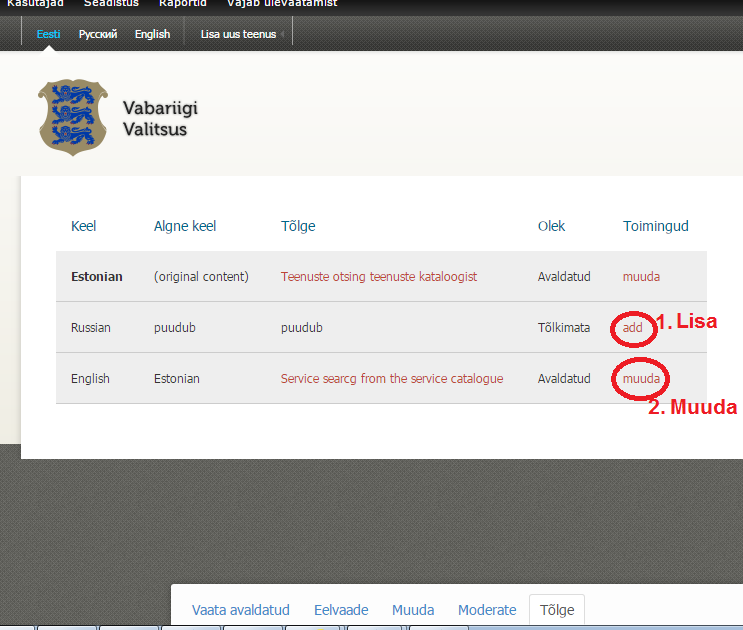 Kasutajad Seadistus Raportid Vajab ülevaatamist
Eesti Русский English Lisa uus teenus
Vabariigi
Valitsus
Keel Algne keel Tõlge Olek Toimingud
Estonian (original content) Teenuste otsing teenuste kataloogist Avaldatud muuda
Russian puudub puudub Tõlkimata add 1. Lisa
English Estonian Service searcg from the service catalogue Avaldatud muuda
2. Muuda
Vaata avaldatud Eelvaade Muuda Moderate Tõlge